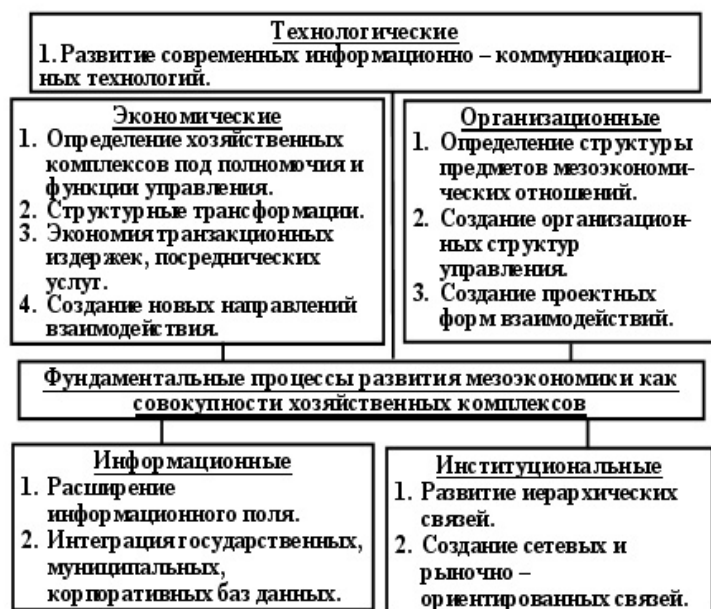 Технологические
1. Развитие современных информационно – коммуникацион-
ных технологий.
Экономические
1. Определение хозяйственных
комплексов под полномочия и
функции управления.
2. Структурные трансформации.
3. Экономия транзакционных
издержек, посреднических
услуг.
4. Создание новых направлений
взаимодействия.
Организационные
1. Определение структуры
предметов мезоэкономи-
ческих отношений.
2. Создание организацион-
ных структур
управления.
3. Создание проектных
форм взаимодействий.
Фундаментальные процессы развития мезоэкономики как
совокупности хозяйственных комплексов
Информационные
1. Расширение
информационного поля.
2. Интеграция государственных,
муниципальных,
корпоративных баз данных.
Институциональные
1. Развитие иерархических
связей.
2. Создание сетевых и
рыночно –
ориентированных связей.